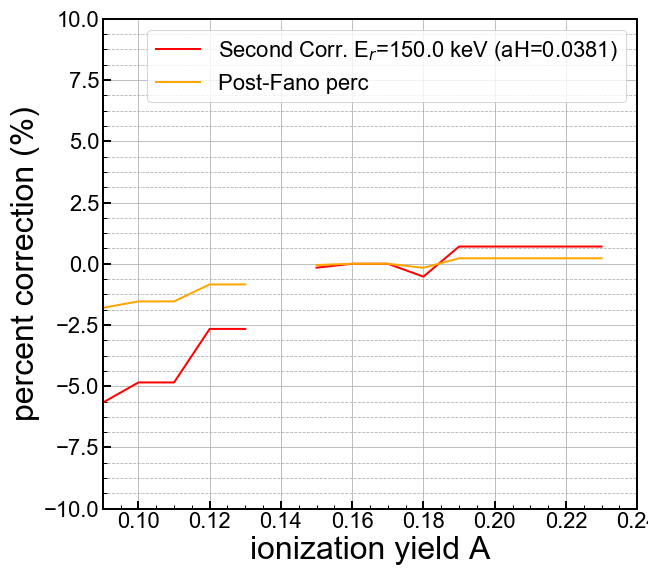 Second Corr. E_r=150.0 keV (aH=0.0381)
Post-Fano perc
percent correction (%)
10.0
7.5
5.0
2.5
0.0
−2.5
−5.0
−7.5
−10.0
0.10 0.12 0.14 0.16 0.18 0.20 0.22 0.24
ionization yield A